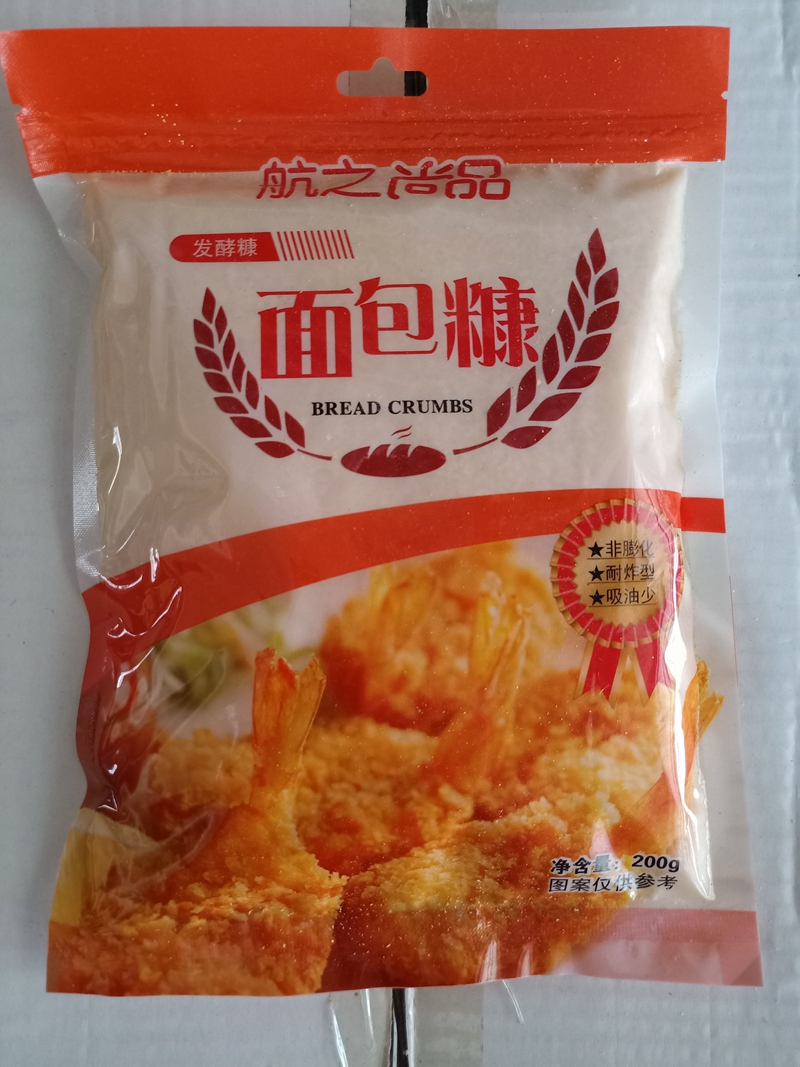 航之尚品
发酵糠
面包糠
BREAD CRUMBS
★非膨化
★耐炸型
★吸油少
净含量：200g
图案仅供参考